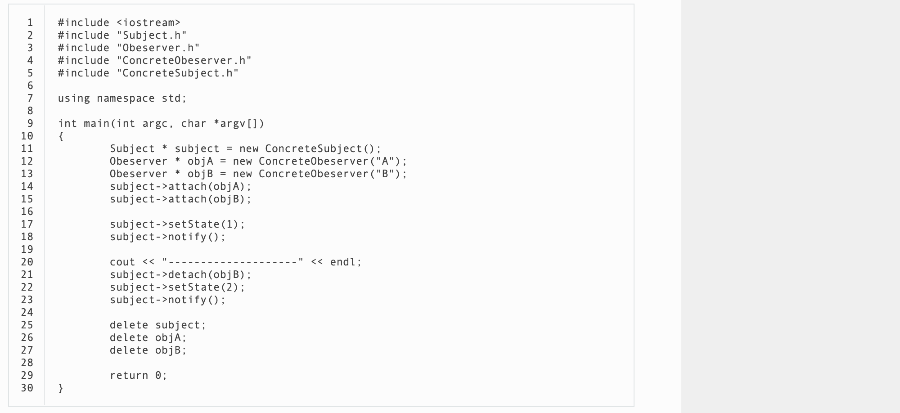 1 #include <iostream>
2 #include "Subject.h"
3 #include "Obeserver.h"
4 #include "ConcreteObeserver.h"
5 #include "ConcreteSubject.h"
6
7 using namespace std;
8
9 int main(int argc, char *argv[])
10 {
11         Subject * subject = new ConcreteSubject();
12         Obeserver * objA = new ConcreteObeserver("A");
13         Obeserver * objB = new ConcreteObeserver("B");
14         subject->attach(objA);
15         subject->attach(objB);
16
17         subject->setState(1);
18         subject->notify();
19
20         cout << "--------------------" << endl;
21         subject->detach(objB);
22         subject->setState(2);
23         subject->notify();
24
25         delete subject;
26         delete objA;
27         delete objB;
28
29         return 0;
30 }